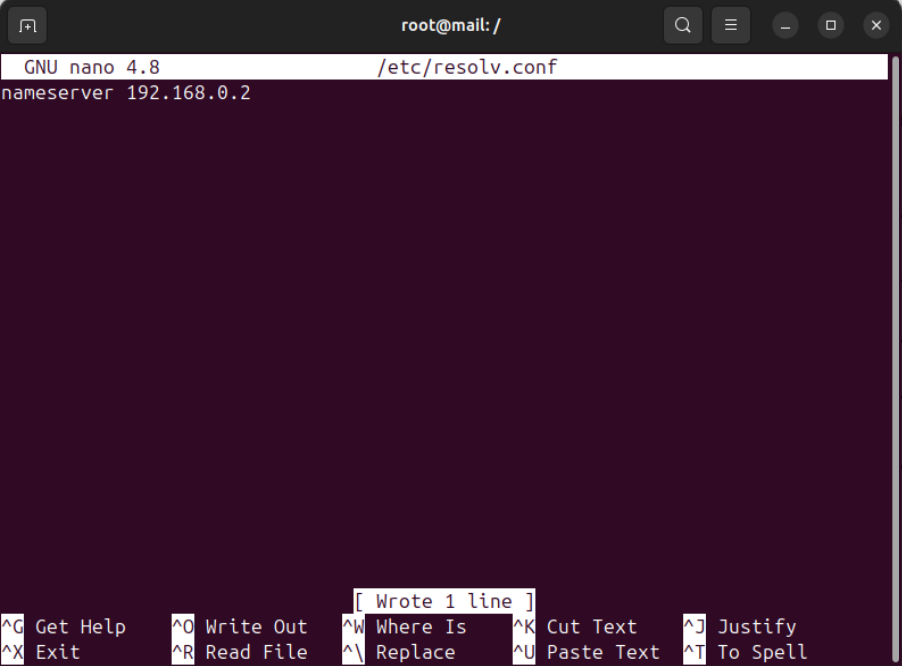 root@mail: /
GNU nano 4.8 /etc/resolv.conf
nameserver 192.168.0.2
[ Wrote 1 line ]
^G Get Help ^O Write Out ^W Where Is ^K Cut Text ^J Justify
^X Exit ^R Read File ^\ Replace ^U Paste Text ^T To Spell